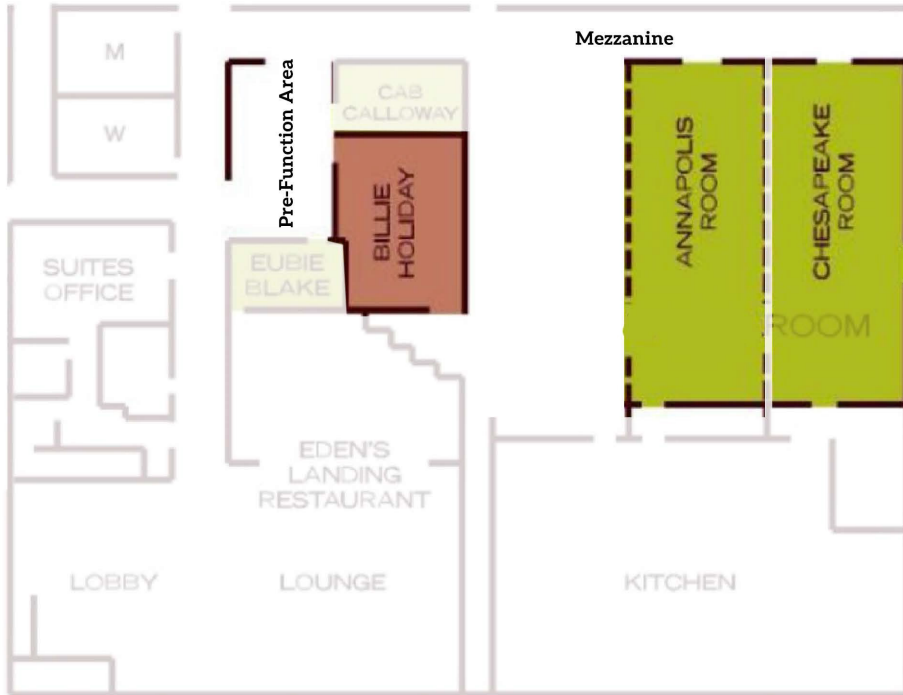 Mezzanine
M
W
Pre-Function Area
CAB
CALLOWAY
BILLIE
HOLIDAY
EUBIE
BLAKE
ANNAPOLIS
ROOM
CHESAPEAKE
ROOM
ROOM
SUITES
OFFICE
EDEN'S
LANDING
RESTAURANT
LOBBY
LOUNGE
KITCHEN